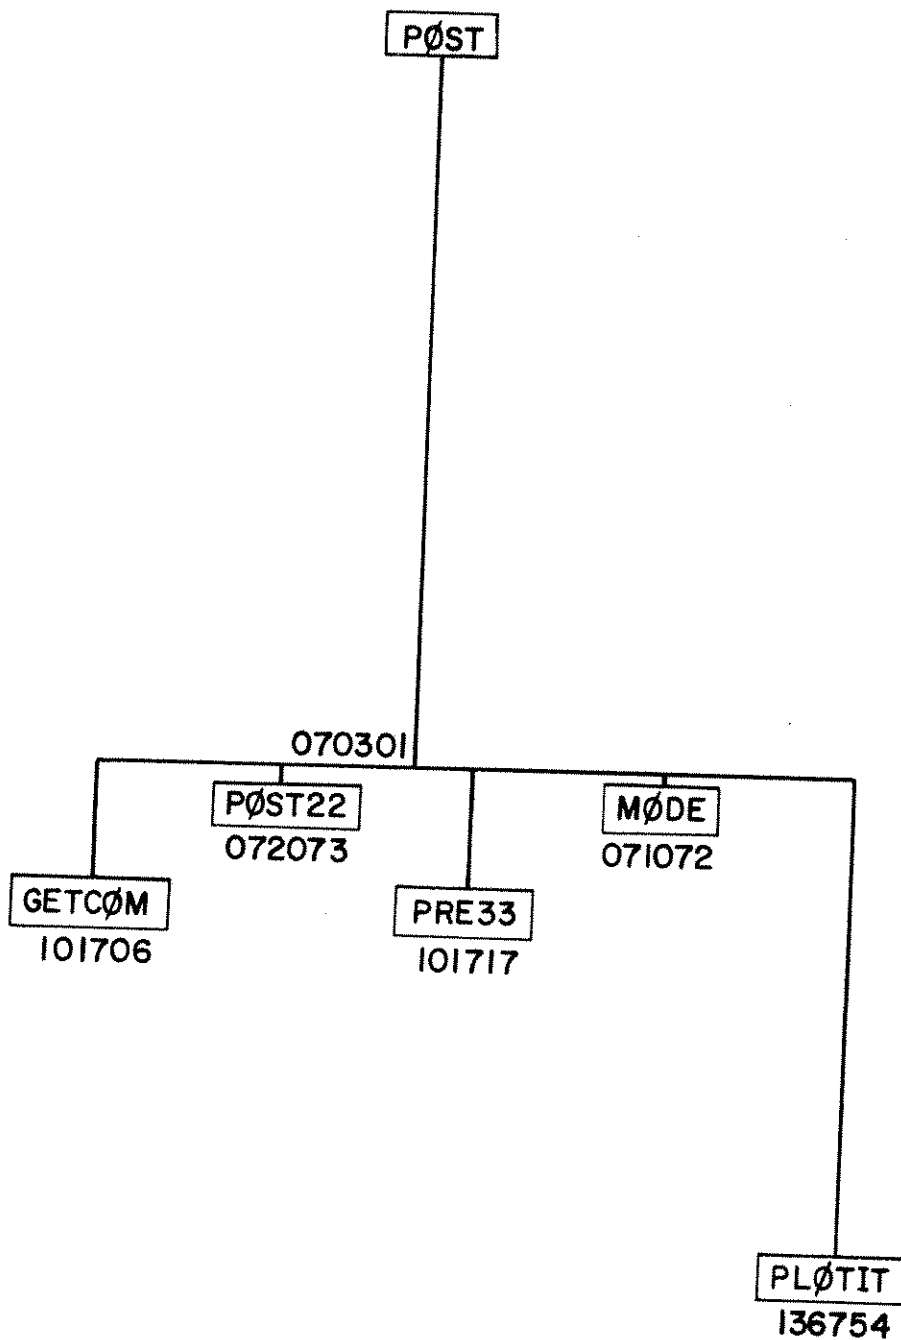 PØST
070301
PØST22
072073
MØDE
071072
GETCØM
101706
PRE33
101717
PLØTIT
136754